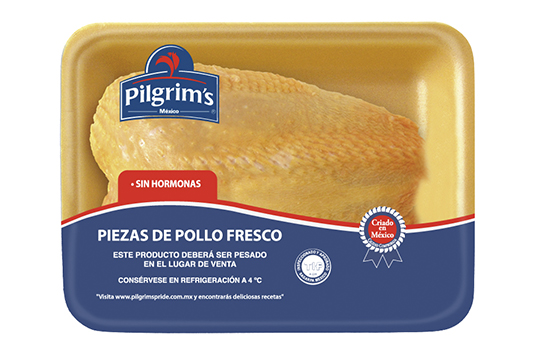 Pilgrim's
México
• SIN HORMONAS
PIEZAS DE POLLO FRESCO
ESTE PRODUCTO DEBERÁ SER PESADO
EN EL LUGAR DE VENTA
CONSÉRVESE EN REFRIGERACIÓN A 4 ºC
"Visita www.pilgrimspride.com.mx y encontrarás deliciosas recetas"
Criado
en
México